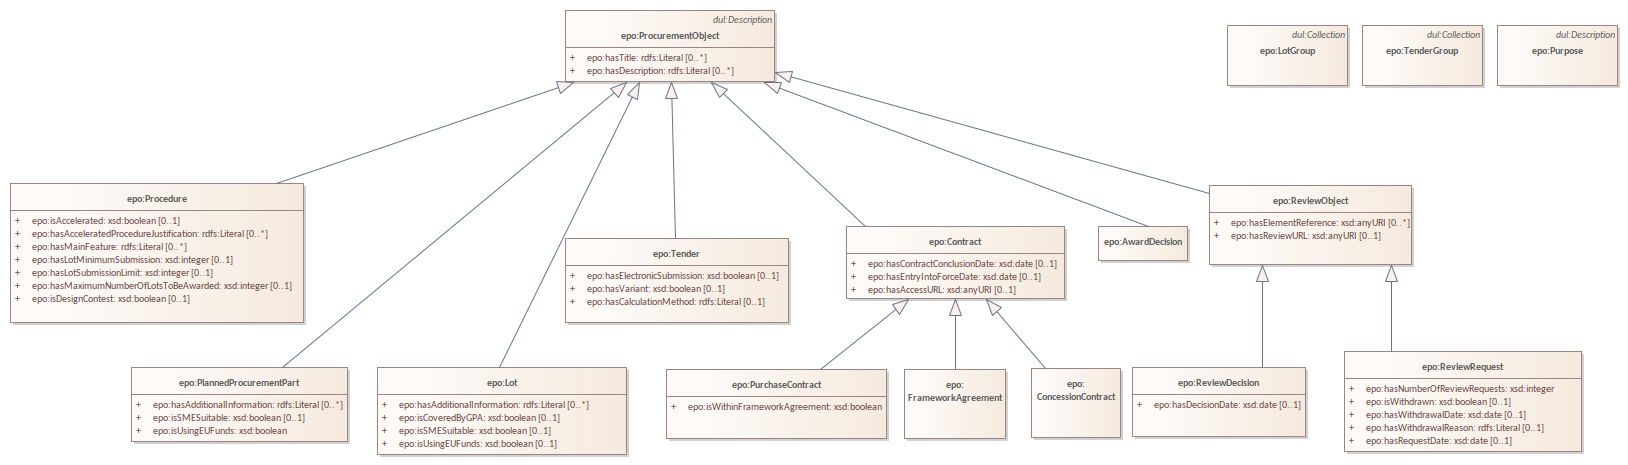 dul:Description
epo:ProcurementObject
+ epo:hasTitle: rdfs:Literal [0..*]
+ epo:hasDescription: rdfs:Literal [0..*]
dul:Collection
epo:LotGroup
dul:Collection
epo:TenderGroup
dul:Description
epo:Purpose
epo:Procedure
+ epo:isAccelerated: xsd:boolean [0..1]
+ epo:hasAcceleratedProcedureJustification: rdfs:Literal [0..*]
+ epo:hasMainFeature: rdfs:Literal [0..*]
+ epo:hasLotMinimumSubmission: xsd:integer [0..1]
+ epo:hasLotSubmissionLimit: xsd:integer [0..1]
+ epo:hasMaximumNumberOfLotsToBeAwarded: xsd:integer [0..1]
+ epo:isDesignContest: xsd:boolean [0..1]
epo:Tender
+ epo:hasElectronicSubmission: xsd:boolean [0..1]
+ epo:hasVariant: xsd:boolean [0..1]
+ epo:hasCalculationMethod: rdfs:Literal [0..1]
epo:Contract
+ epo:hasContractConclusionDate: xsd:date [0..1]
+ epo:hasEntryIntoForceDate: xsd:date [0..1]
+ epo:hasAccessURL: xsd:anyURI [0..1]
epo:AwardDecision
epo:ReviewObject
+ epo:hasElementReference: xsd:anyURI [0..*]
+ epo:hasReviewURL: xsd:anyURI [0..1]
epo:PlannedProcurementPart
+ epo:hasAdditionalInformation: rdfs:Literal [0..*]
+ epo:isSMESuitable: xsd:boolean [0..1]
+ epo:isUsingEUFunds: xsd:boolean
epo:Lot
+ epo:hasAdditionalInformation: rdfs:Literal [0..*]
+ epo:isCoveredByGPA: xsd:boolean [0..1]
+ epo:isSMESuitable: xsd:boolean [0..1]
+ epo:isUsingEUFunds: xsd:boolean [0..1]
epo:PurchaseContract
+ epo:isWithinFrameworkAgreement: xsd:boolean
epo:
FrameworkAgreement
epo:
ConcessionContract
epo:ReviewDecision
+ epo:hasDecisionDate: xsd:date [0..1]
epo:ReviewRequest
+ epo:hasNumberOfReviewRequests: xsd:integer
+ epo:isWithdrawn: xsd:boolean [0..1]
+ epo:hasWithdrawalDate: xsd:date [0..1]
+ epo:hasWithdrawalReason: rdfs:Literal [0..1]
+ epo:hasRequestDate: xsd:date [0..1]